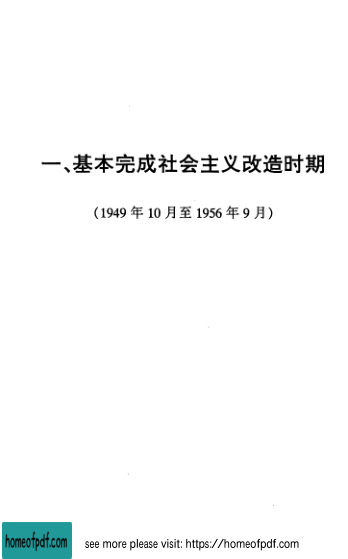 一、基本完成社会主义改造时期
（1949 年 10 月至 1956 年 9 月）
homeofpdf.com
see more please visit: https://homeofpdf.com